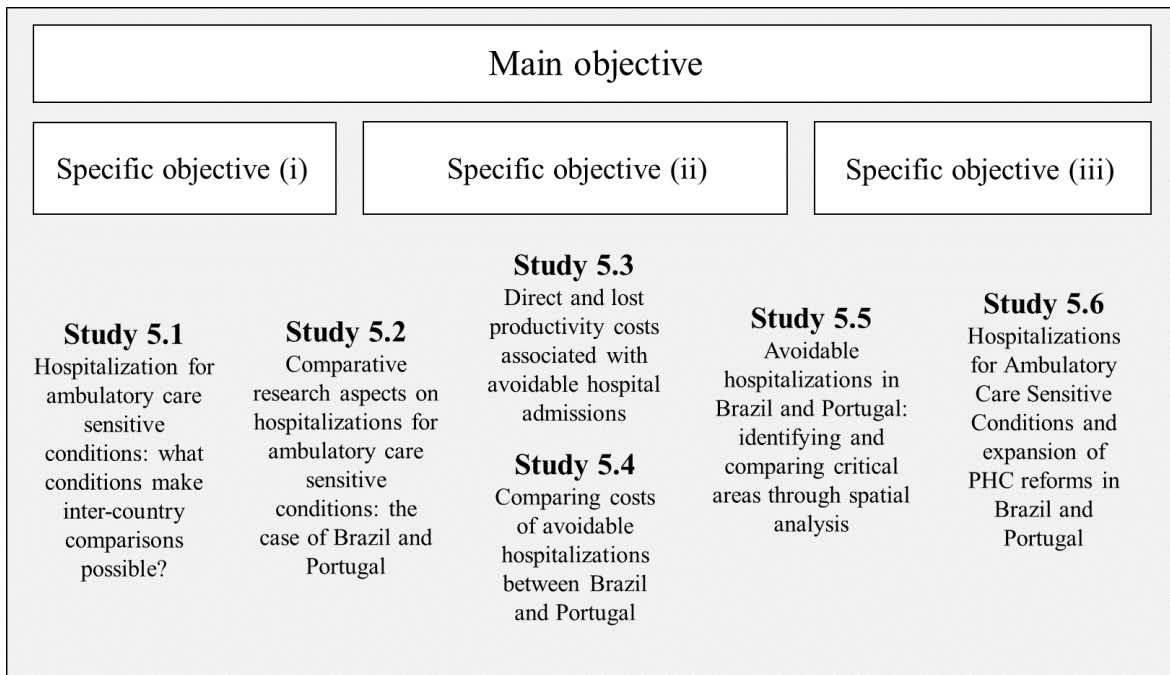 Main objective
Specific objective (i)
Specific objective (ii)
Specific objective (iii)
Study 5.1
Hospitalization for
ambulatory care
sensitive
conditions: what
conditions make
inter-country
comparisons
possible?
Study 5.2
Comparative
research aspects on
hospitalizations for
ambulatory care
sensitive
conditions: the
case of Brazil and
Portugal
Study 5.3
Direct and lost
productivity costs
associated with
avoidable hospital
admissions
Study 5.4
Comparing costs
of avoidable
hospitalizations
between Brazil
and Portugal
Study 5.5
Avoidable
hospitalizations in
Brazil and Portugal:
identifying and
comparing critical
areas through spatial
analysis
Study 5.6
Hospitalizations
for Ambulatory
Care Sensitive
Conditions and
expansion of
PHC reforms in
Brazil and
Portugal